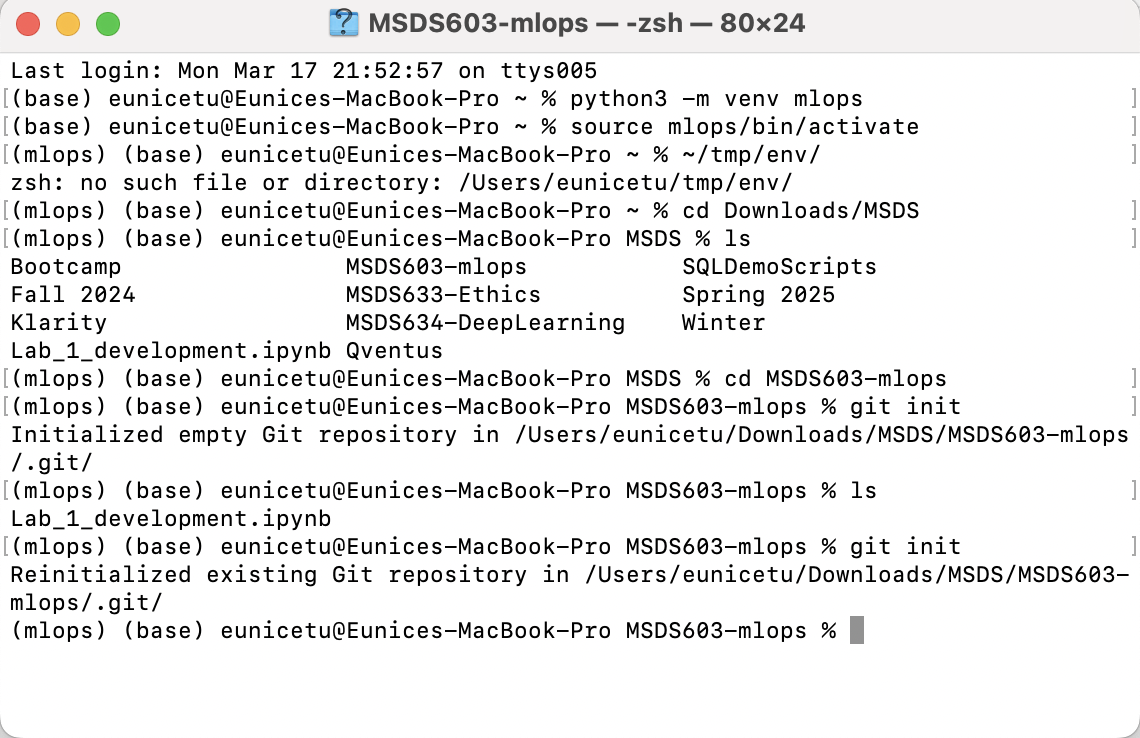 MSDS603-mlops — -zsh — 80×24
Last login: Mon Mar 17 21:52:57 on ttys005
[(base) eunicetu@Eunices-MacBook-Pro ~ % python3 -m venv mlops ]
[(base) eunicetu@Eunices-MacBook-Pro ~ % source mlops/bin/activate ]
[(mlops) (base) eunicetu@Eunices-MacBook-Pro ~ % ~/tmp/env/ ]
zsh: no such file or directory: /Users/eunicetu/tmp/env/
[(mlops) (base) eunicetu@Eunices-MacBook-Pro ~ % cd Downloads/MSDS ]
[(mlops) (base) eunicetu@Eunices-MacBook-Pro MSDS % ls ]
Bootcamp MSDS603-mlops SQLDemoScripts
Fall 2024 MSDS633-Ethics Spring 2025
Klarity MSDS634-DeepLearning Winter
Lab_1_development.ipynb Qventus
[(mlops) (base) eunicetu@Eunices-MacBook-Pro MSDS % cd MSDS603-mlops ]
[(mlops) (base) eunicetu@Eunices-MacBook-Pro MSDS603-mlops % git init ]
Initialized empty Git repository in /Users/eunicetu/Downloads/MSDS/MSDS603-mlops
/.git/
[(mlops) (base) eunicetu@Eunices-MacBook-Pro MSDS603-mlops % ls ]
Lab_1_development.ipynb
[(mlops) (base) eunicetu@Eunices-MacBook-Pro MSDS603-mlops % git init ]
Reinitialized existing Git repository in /Users/eunicetu/Downloads/MSDS/MSDS603-
mlops/.git/
(mlops) (base) eunicetu@Eunices-MacBook-Pro MSDS603-mlops %